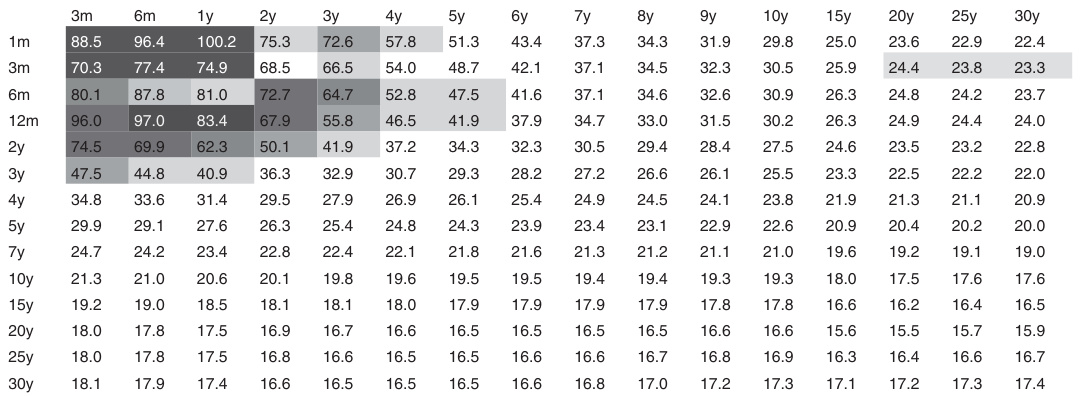 3m 6m 1y 2y 3y 4y 5y 6y 7y 8y 9y 10y 15y 20y 25y 30y
1m 88.5 96.4 100.2 75.3 72.6 57.8 51.3 43.4 37.3 34.3 31.9 29.8 25.0 23.6 22.9 22.4
3m 70.3 77.4 74.9 68.5 66.5 54.0 48.7 42.1 37.1 34.5 32.3 30.5 25.9 24.4 23.8 23.3
6m 80.1 87.8 81.0 72.7 64.7 52.8 47.5 41.6 37.1 34.6 32.6 30.9 26.3 24.8 24.2 23.7
12m 96.0 97.0 83.4 67.9 55.8 46.5 41.9 37.9 34.7 33.0 31.5 30.2 26.3 24.9 24.4 24.0
2y 74.5 69.9 62.3 50.1 41.9 37.2 34.3 32.3 30.5 29.4 28.4 27.5 24.6 23.5 23.2 22.8
3y 47.5 44.8 40.9 36.3 32.9 30.7 29.3 28.2 27.2 26.6 26.1 25.5 23.3 22.5 22.2 22.0
4y 34.8 33.6 31.4 29.5 27.9 26.9 26.1 25.4 24.9 24.5 24.1 23.8 21.9 21.3 21.1 20.9
5y 29.9 29.1 27.6 26.3 25.4 24.8 24.3 23.9 23.4 23.1 22.9 22.6 20.9 20.4 20.2 20.0
7y 24.7 24.2 23.4 22.8 22.4 22.1 21.8 21.6 21.3 21.2 21.1 21.0 19.6 19.2 19.1 19.0
10y 21.3 21.0 20.6 20.1 19.8 19.6 19.5 19.5 19.4 19.4 19.3 19.3 18.0 17.5 17.6 17.6
15y 19.2 19.0 18.5 18.1 18.1 18.0 17.9 17.9 17.9 17.9 17.8 17.8 16.6 16.2 16.4 16.5
20y 18.0 17.8 17.5 16.9 16.7 16.6 16.5 16.5 16.5 16.5 16.6 16.6 15.6 15.5 15.7 15.9
25y 18.0 17.8 17.5 16.8 16.6 16.5 16.5 16.6 16.6 16.7 16.8 16.9 16.3 16.4 16.6 16.7
30y 18.1 17.9 17.4 16.6 16.5 16.5 16.5 16.6 16.8 17.0 17.2 17.3 17.1 17.2 17.3 17.4